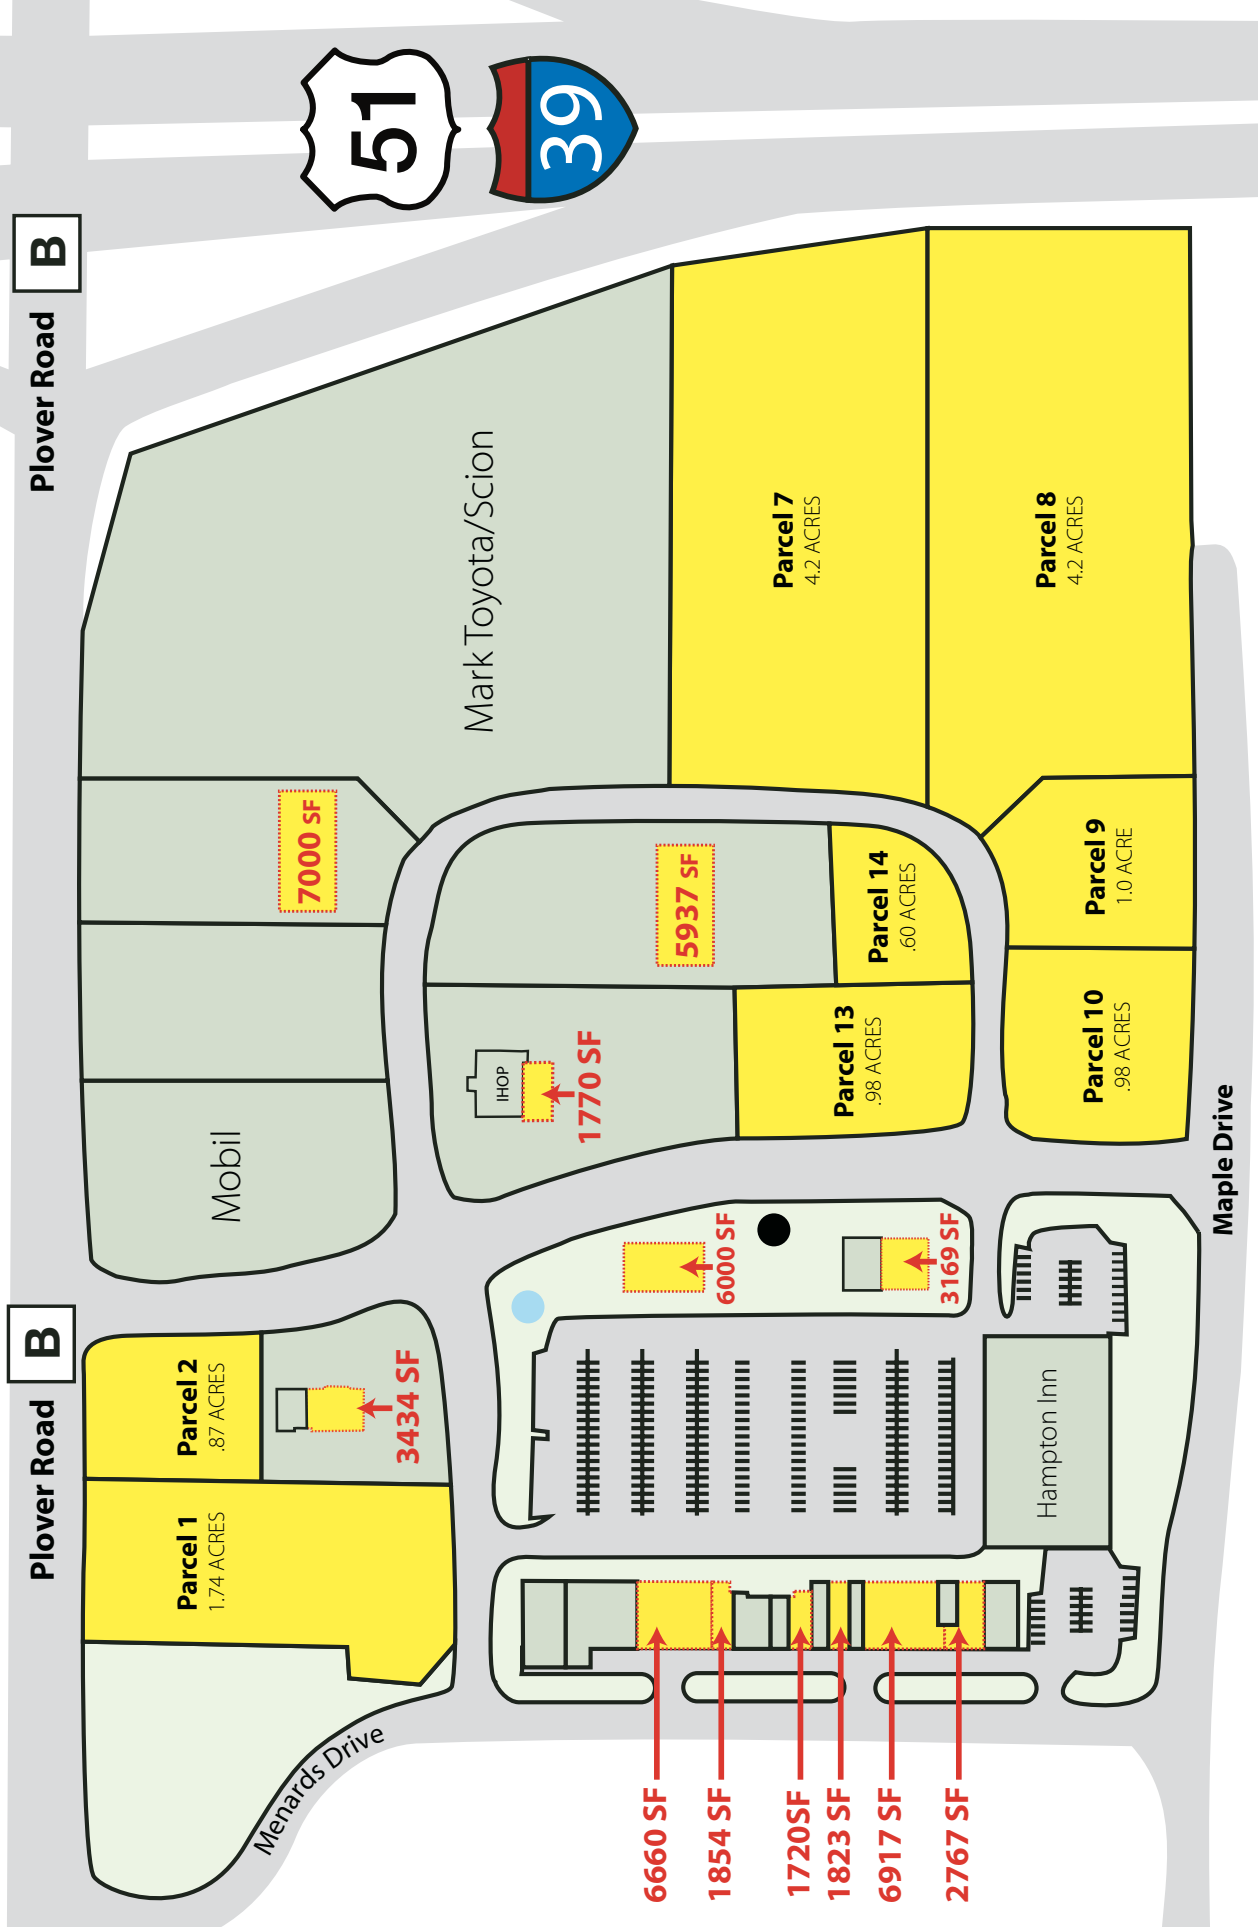 Plover Road
B
Plover Road
B
51
39
Parcel 1
1.74 ACRES
Parcel 2
.87 ACRES
3434 SF
Menards Drive
Mobil
7000 SF
Mark Toyota/Scion
IHOP
1770 SF
5937 SF
Parcel 13
.98 ACRES
Parcel 14
.60 ACRES
Parcel 7
4.2 ACRES
Parcel 8
4.2 ACRES
Parcel 9
1.0 ACRE
Parcel 10
.98 ACRES
6000 SF
3169 SF
Hampton Inn
6660 SF
1854 SF
1720SF
1823 SF
6917 SF
2767 SF
Maple Drive